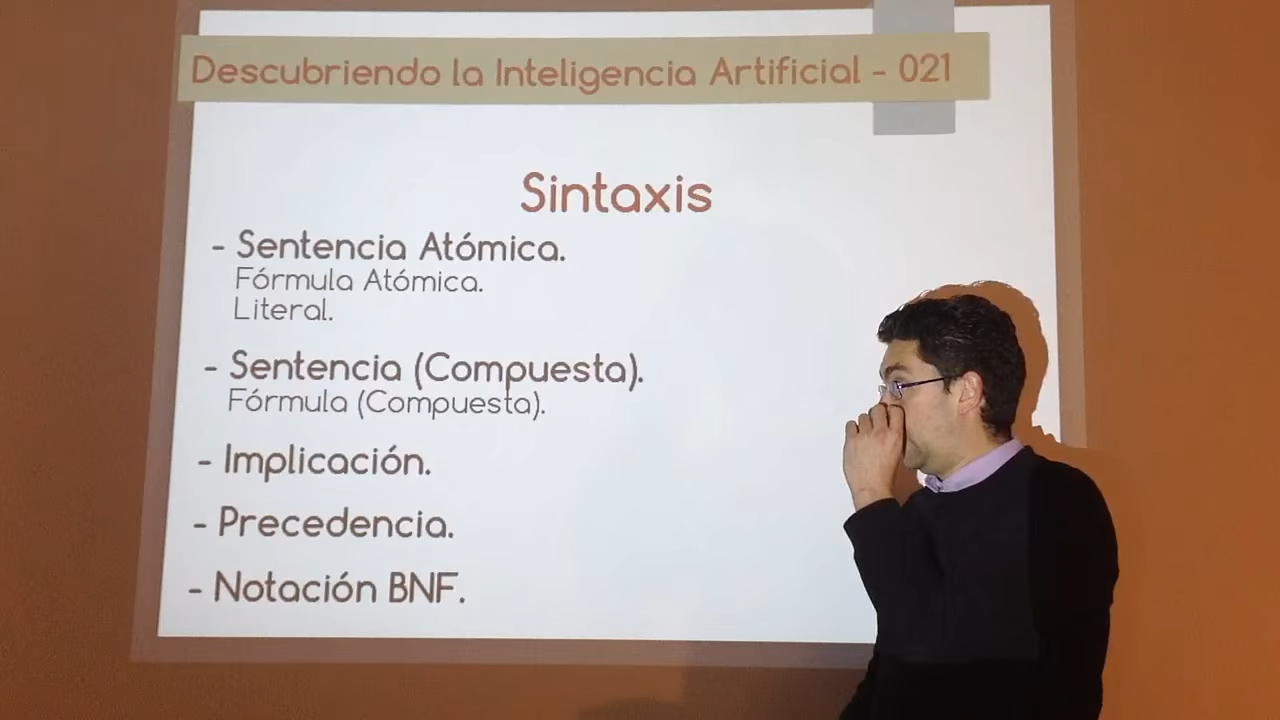 Descubriendo la Inteligencia Artificial - 021
Sintaxis
- Sentencia Atómica.
Fórmula Atómica.
Literal.
- Sentencia (Compuesta).
Fórmula (Compuesta).
- Implicación.
- Precedencia.
- Notación BNF.